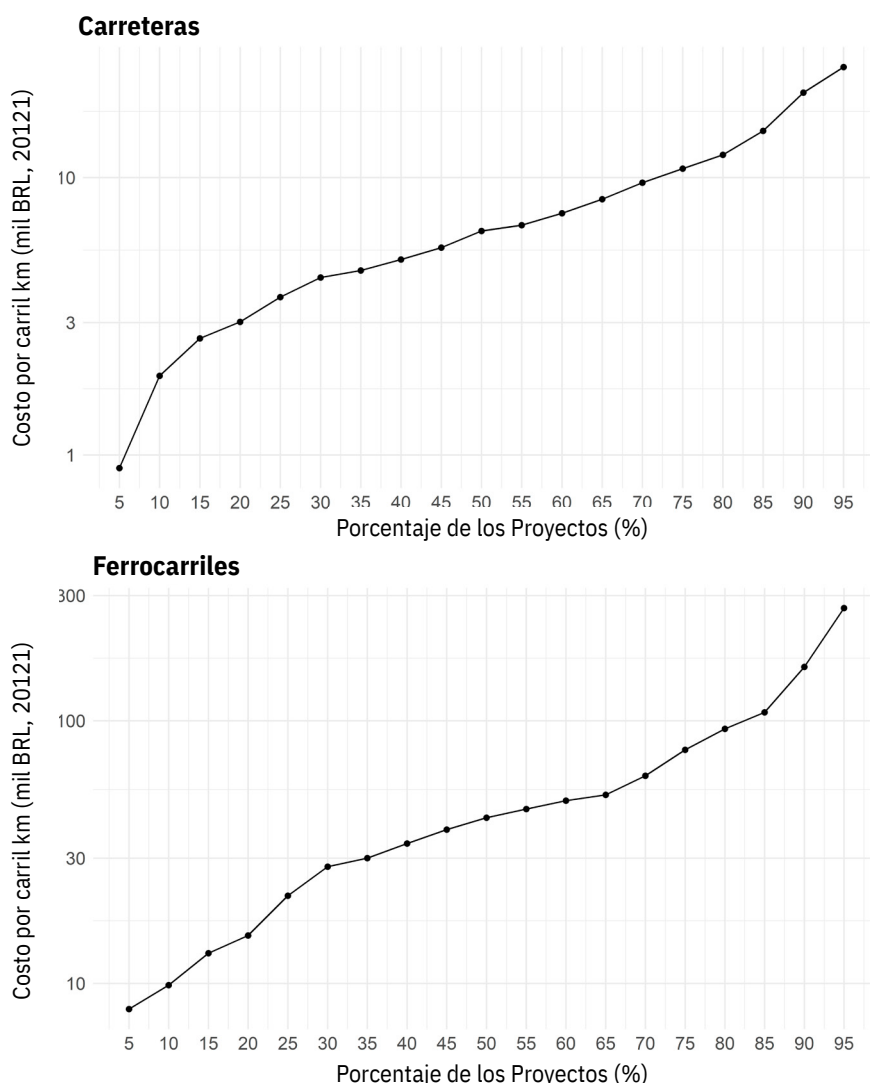 Carreteras
Costo por carril km (mil BRL, 20121)
10
3
1
5 10 15 20 25 30 35 40 45 50 55 60 65 70 75 80 85 90 95
Porcentaje de los Proyectos (%)
Ferrocarriles
Costo por carril km (mil BRL, 20121)
300
100
30
10
5 10 15 20 25 30 35 40 45 50 55 60 65 70 75 80 85 90 95
Porcentaje de los Proyectos (%)